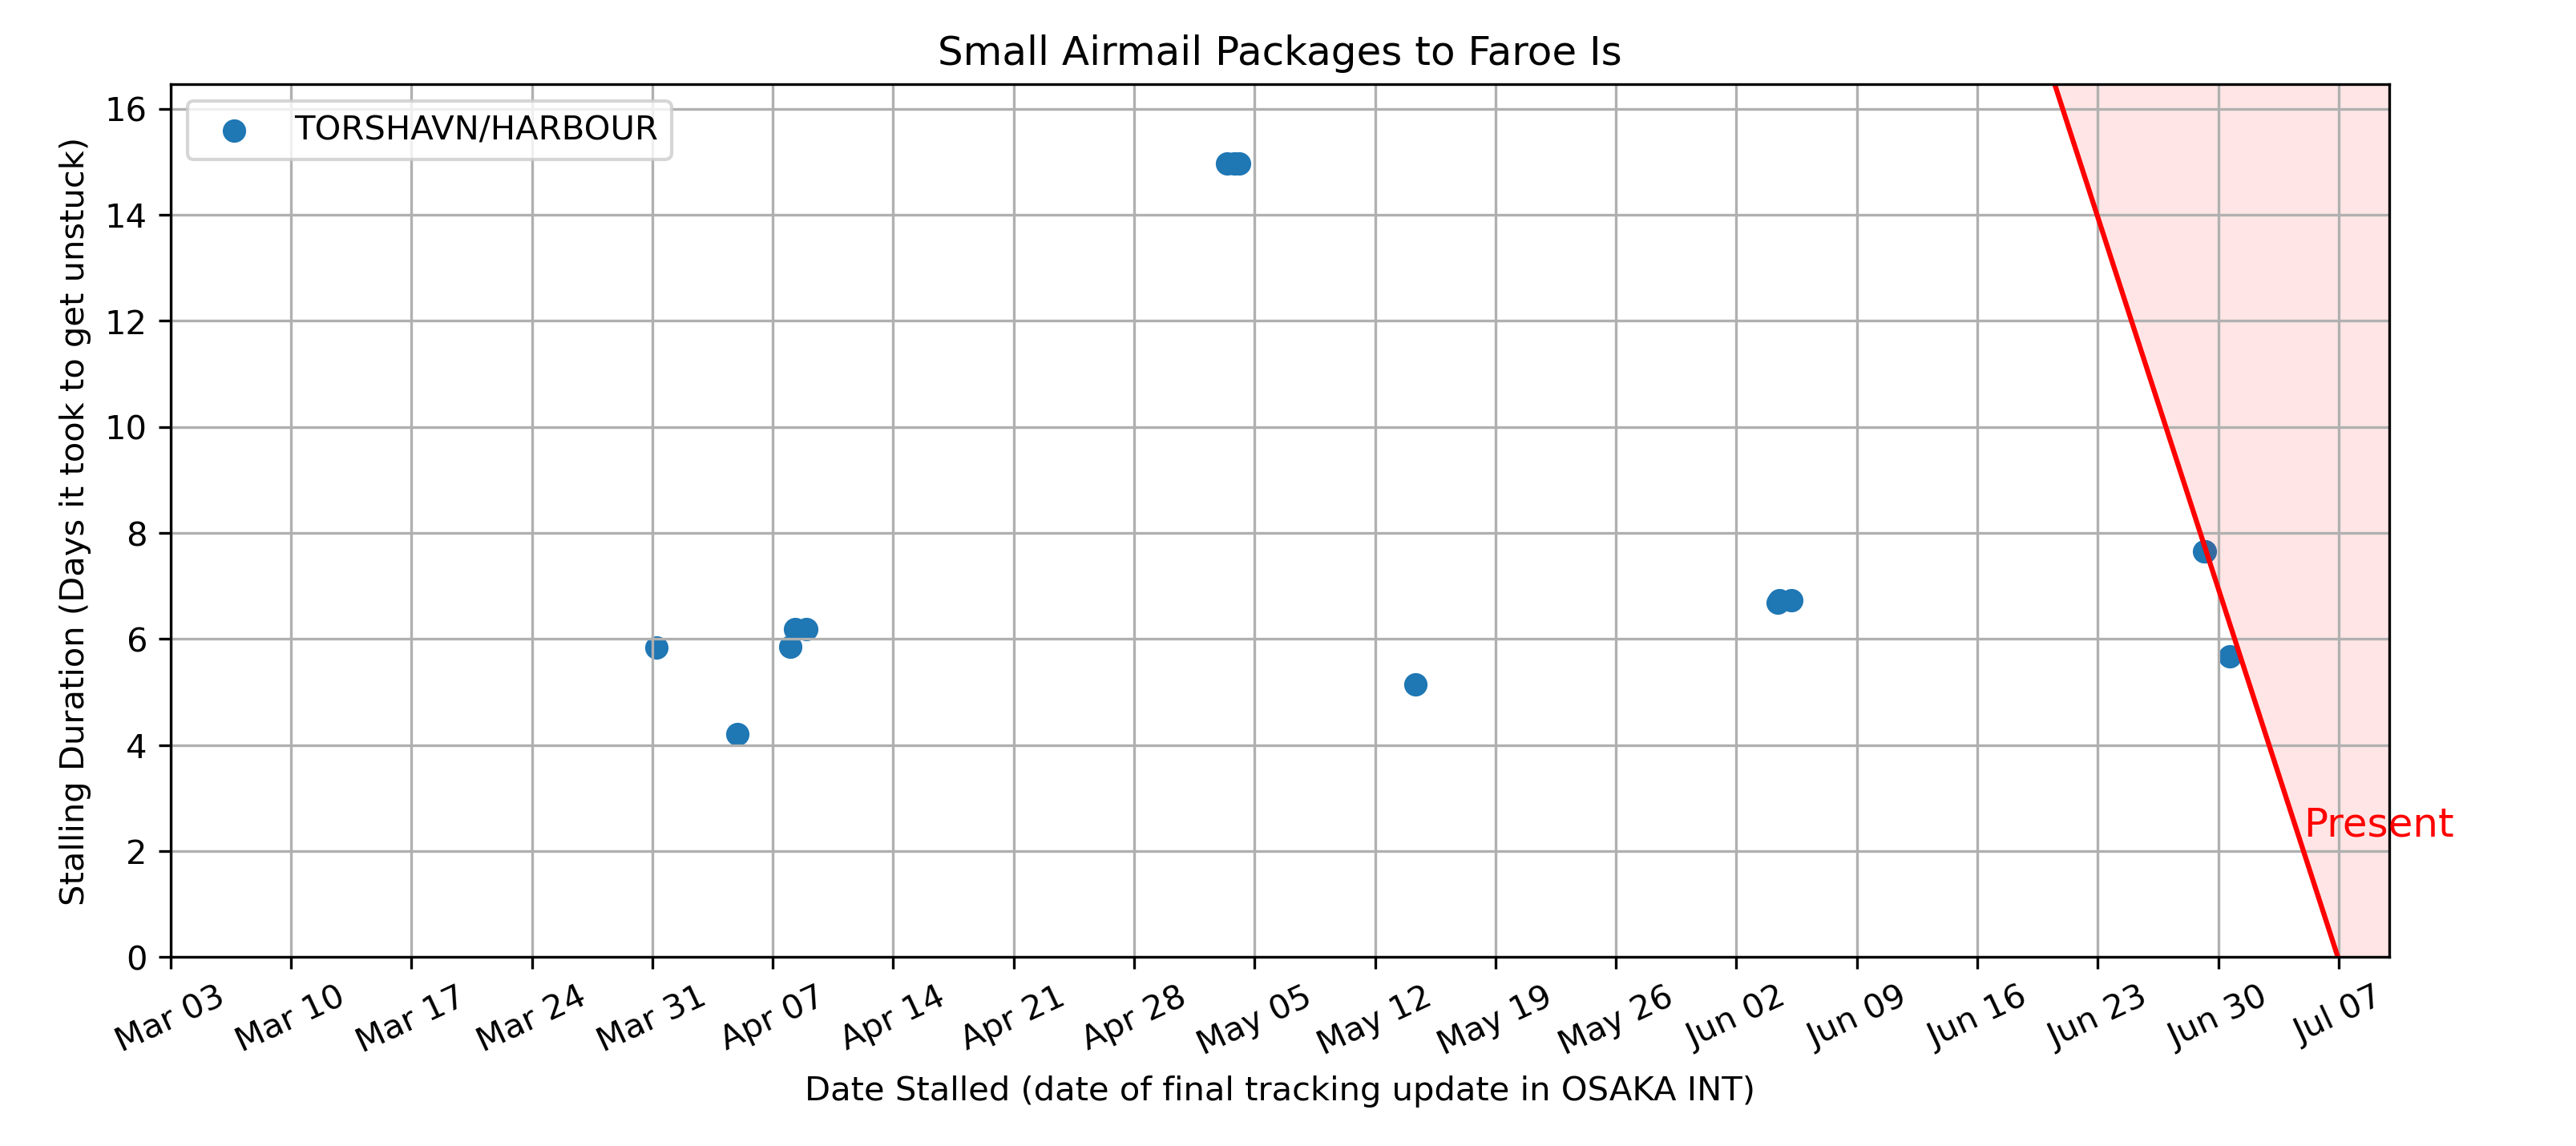 Small Airmail Packages to Faroe Is
TORSHAVN/HARBOUR
Stalling Duration (Days it took to get unstuck)
16
14
12
10
8
6
4
2
0
Present
Mar 03
Mar 10
Mar 17
Mar 24
Mar 31
Apr 07
Apr 14
Apr 21
Apr 28
May 05
May 12
May 19
May 26
Jun 02
Jun 09
Jun 16
Jun 23
Jun 30
Jul 07
Date Stalled (date of final tracking update in OSAKA INT)